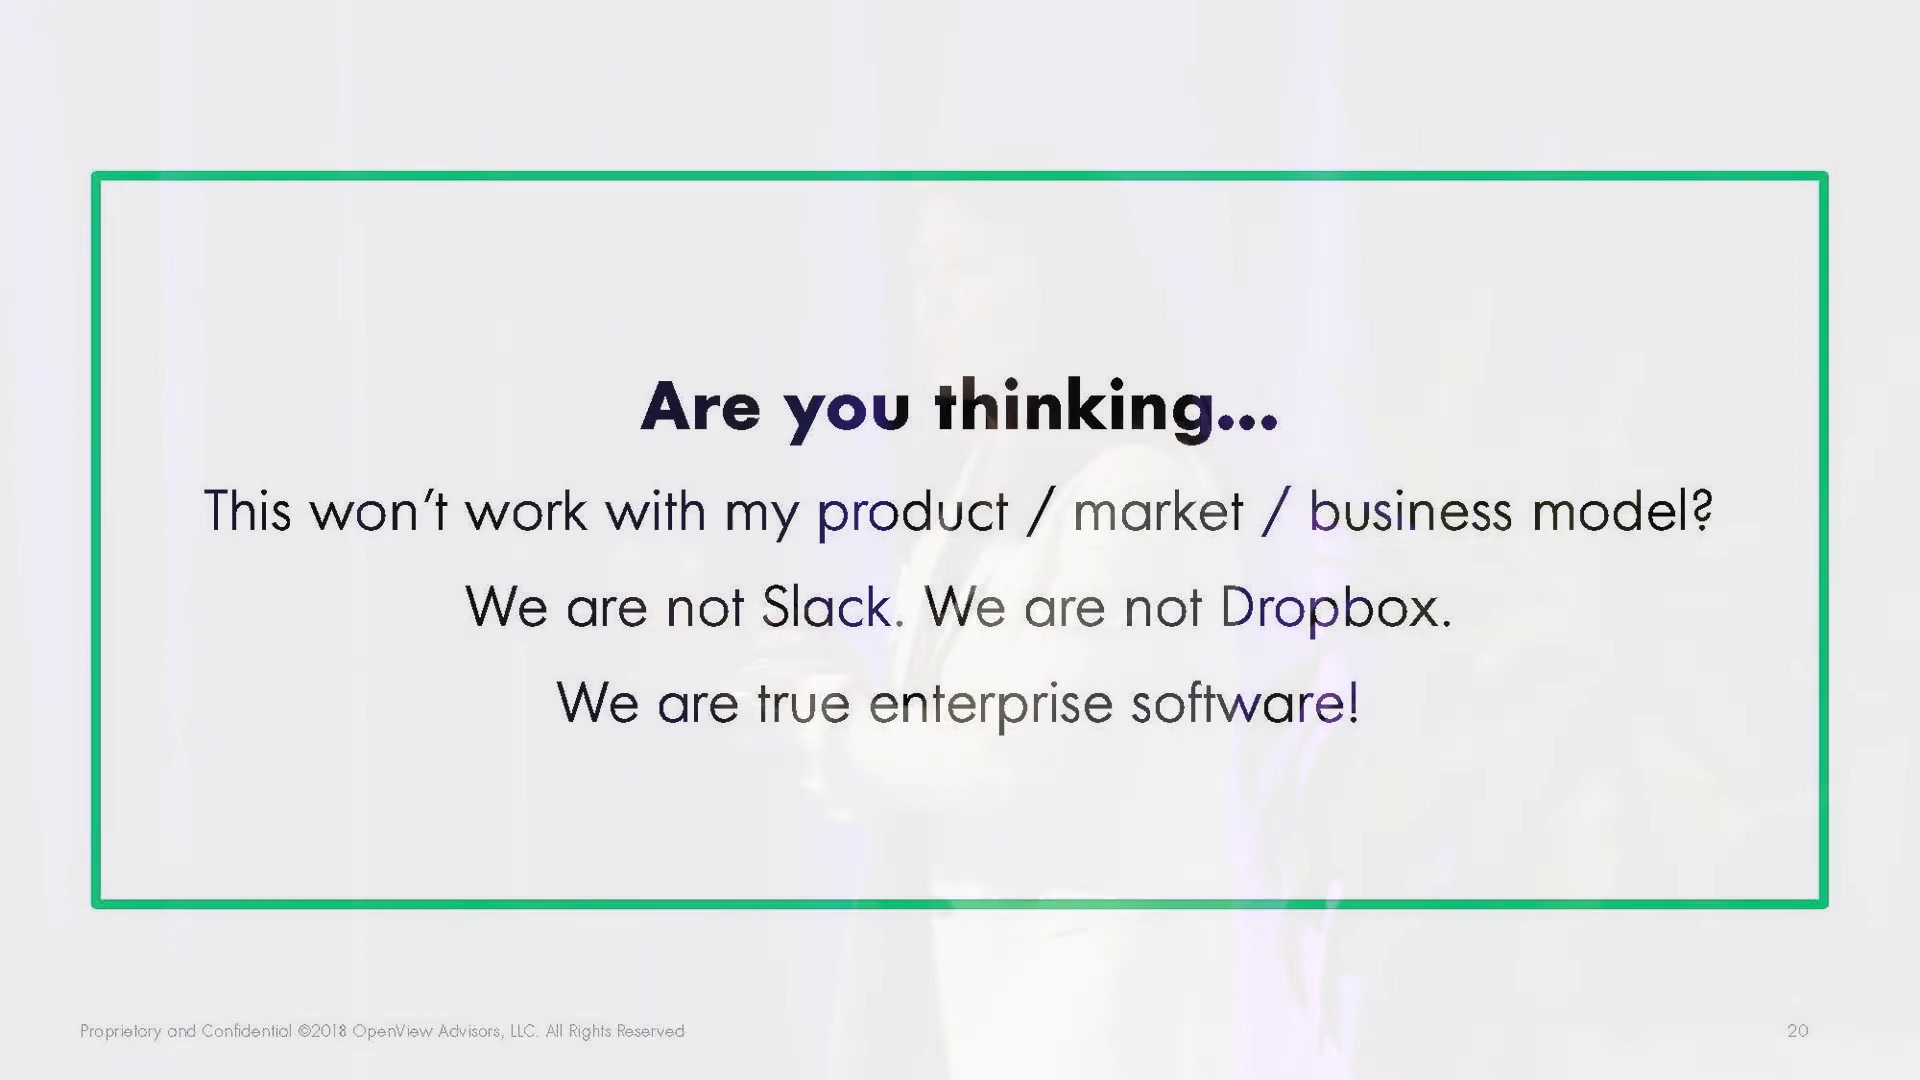 Are you thinking...
This won’t work with my product / market / business model?
We are not Slack. We are not Dropbox.
We are true enterprise software!
Proprietary and Confidential ©2018 OpenView Advisors, LLC. All Rights Reserved
20